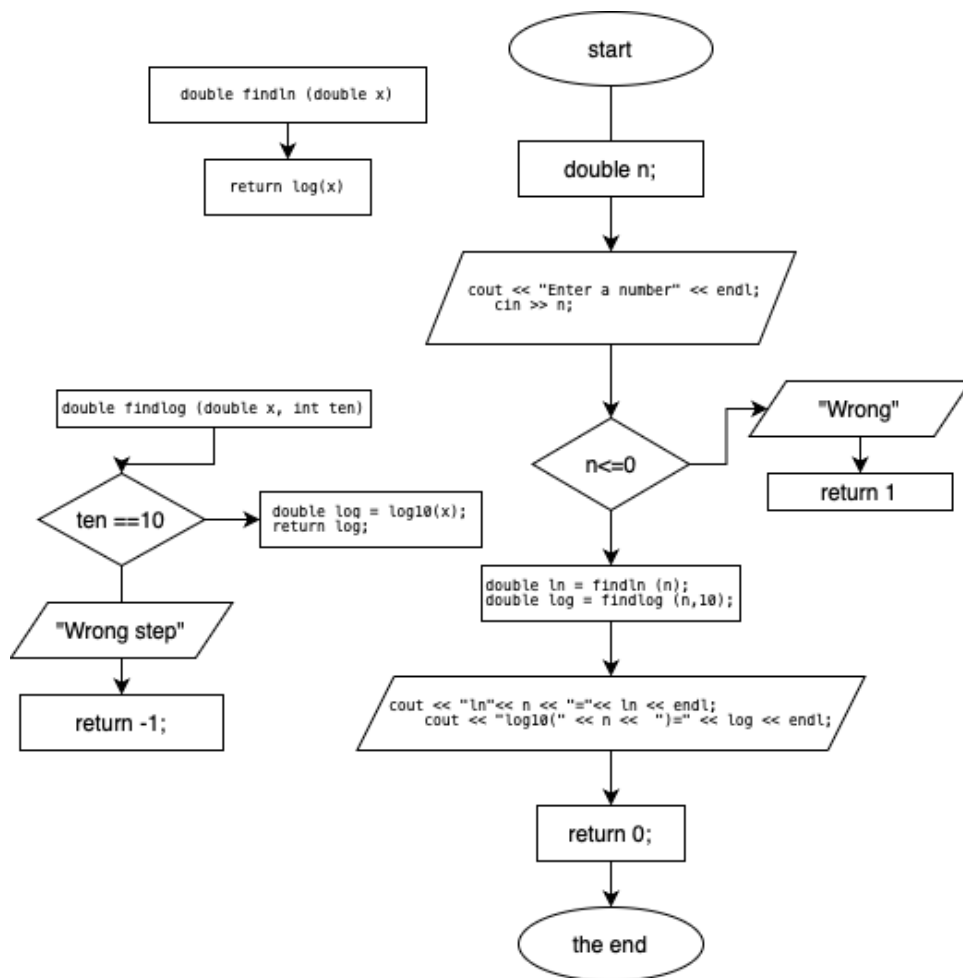 start
double findln (double x)
return log(x)
double n;
cout << "Enter a number" << endl;
cin >> n;
double findlog (double x, int ten)
ten ==10
double log = log10(x);
return log;
"Wrong step"
return -1;
n<=0
"Wrong"
return 1
double ln = findln (n);
double log = findlog (n,10);
cout << "ln"<< n << "="<< ln << endl;
cout << "log10(" << n <<  ")=" << log << endl;
return 0;
the end